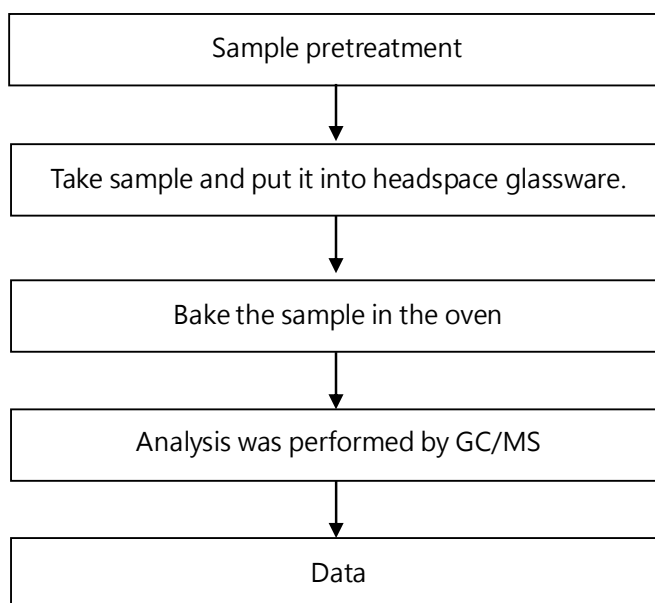 Sample pretreatment
Take sample and put it into headspace glassware.
Bake the sample in the oven
Analysis was performed by GC/MS
Data